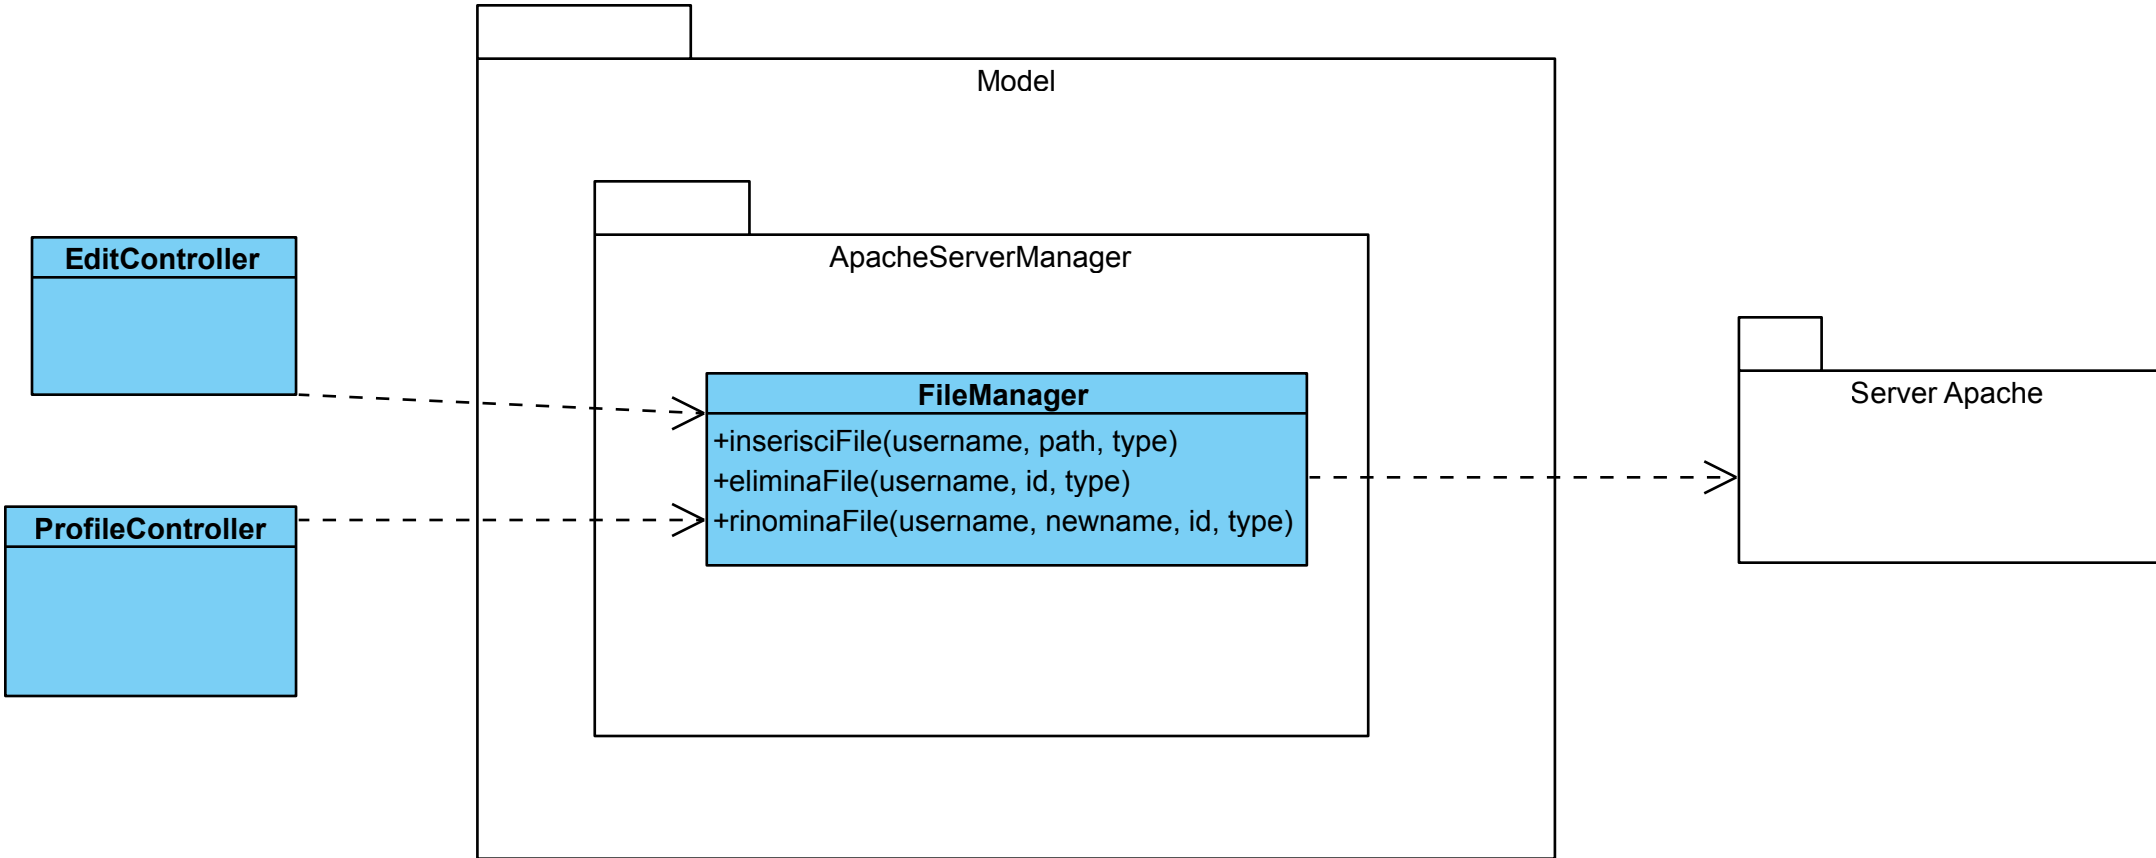 Model
ApacheServerManager
EditController
FileManager
+inserisciFile(username, path, type)
+eliminaFile(username, id, type)
+rinominaFile(username, newname, id, type)
ProfileController
Server Apache